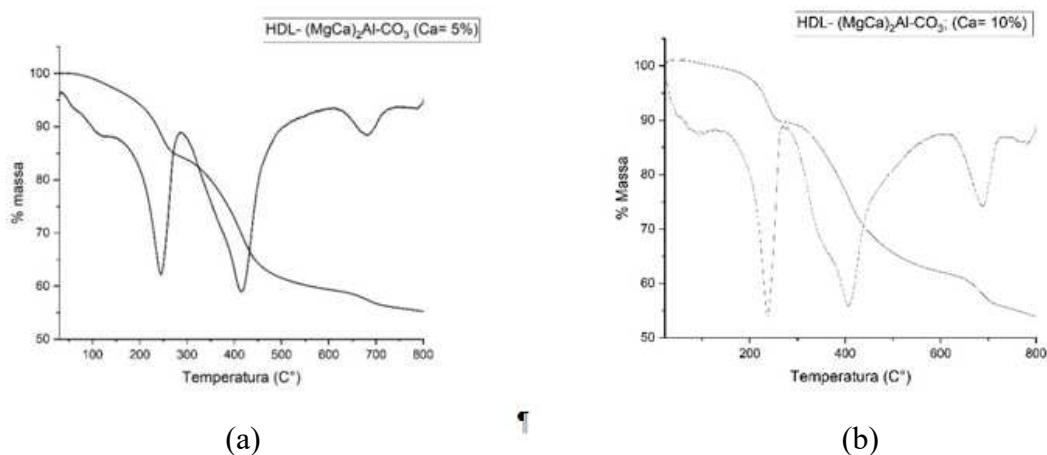 HDL- (MgCa)₂Al-CO₃ (Ca= 5%)
100
90
80
70
60
50
% massa
100 200 300 400 500 600 700 800
Temperatura (C°)
(a)
¶
HDL- (MgCa)₂Al-CO₃; (Ca= 10%)
100
90
80
70
60
50
% Massa
200 400 600 800
Temperatura (C°)
(b)